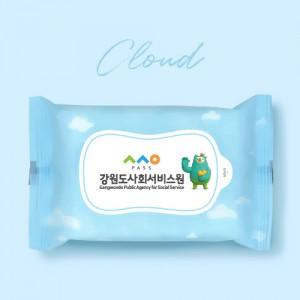 Cloud
PASS
강원도사회서비스원
Gangwondo Public Agency for Social Service